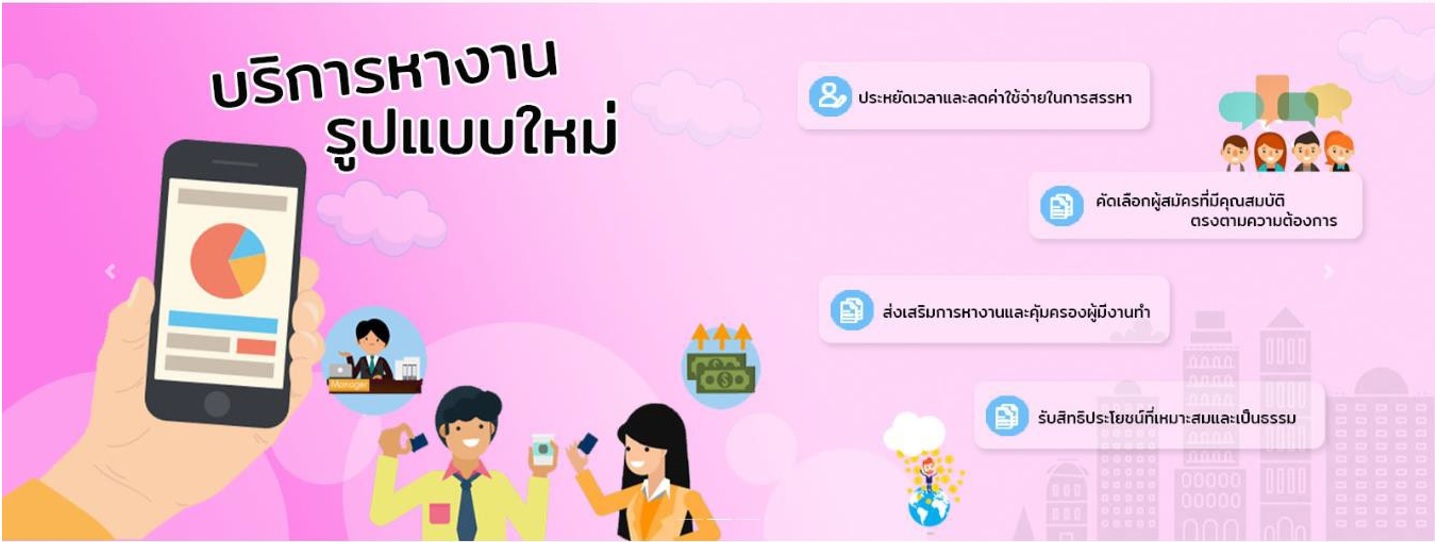 บริการหางาน
รูปแบบใหม่
ประหยัดเวลาและลดค่าใช้จ่ายในการสรรหา
คัดเลือกผู้สมัครที่มีคุณสมบัติ
ตรงตามความต้องการ
ส่งเสริมการหางานและคุ้มครองผู้มีงานทำ
รับสิทธิประโยชน์ที่เหมาะสมและเป็นธรรม
Manager